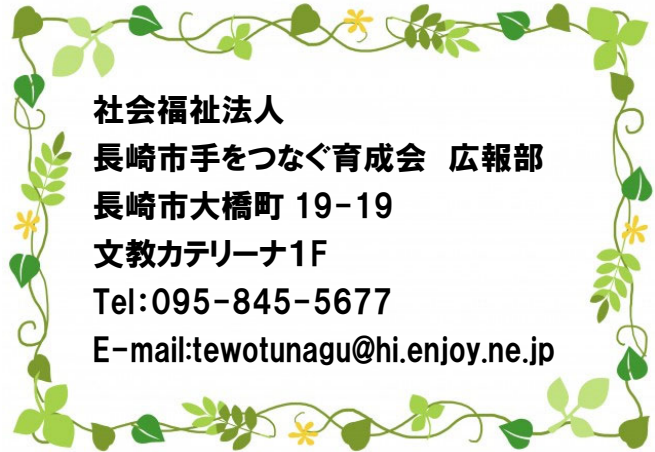 社会福祉法人
長崎市手をつなぐ育成会　広報部
長崎市大橋町 19-19
文教カテリーナ1F
Tel:095-845-5677
E-mail:tewotunagu@hi.enjoy.ne.jp